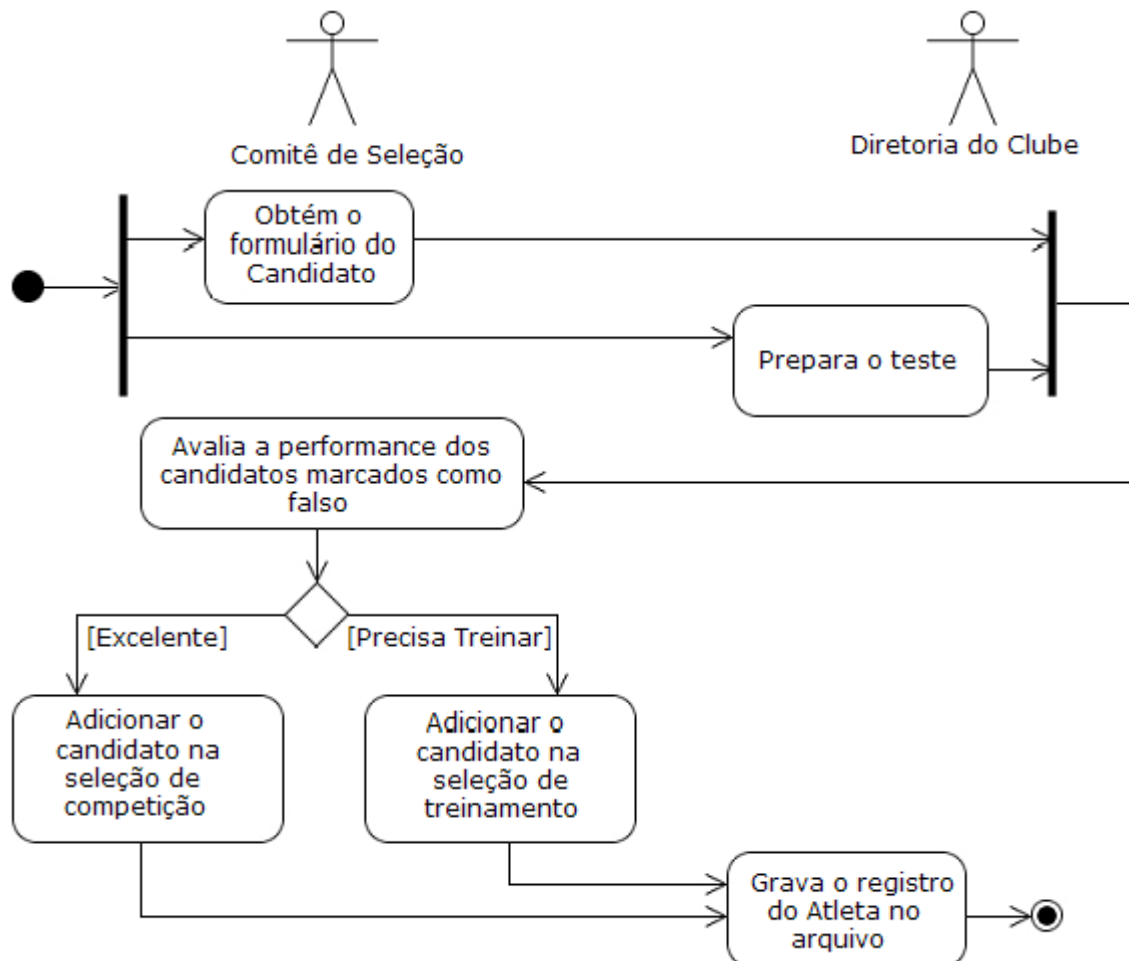 Comitê de Seleção
Diretoria do Clube
Obtém o
formulário do
Candidato
Prepara o teste
Avalia a performance dos
candidatos marcados como
falso
[Excelente]
[Precisa Treinar]
Adicionar o
candidato na
seleção de
competição
Adicionar o
candidato na
seleção de
treinamento
Grava o registro
do Atleta no
arquivo